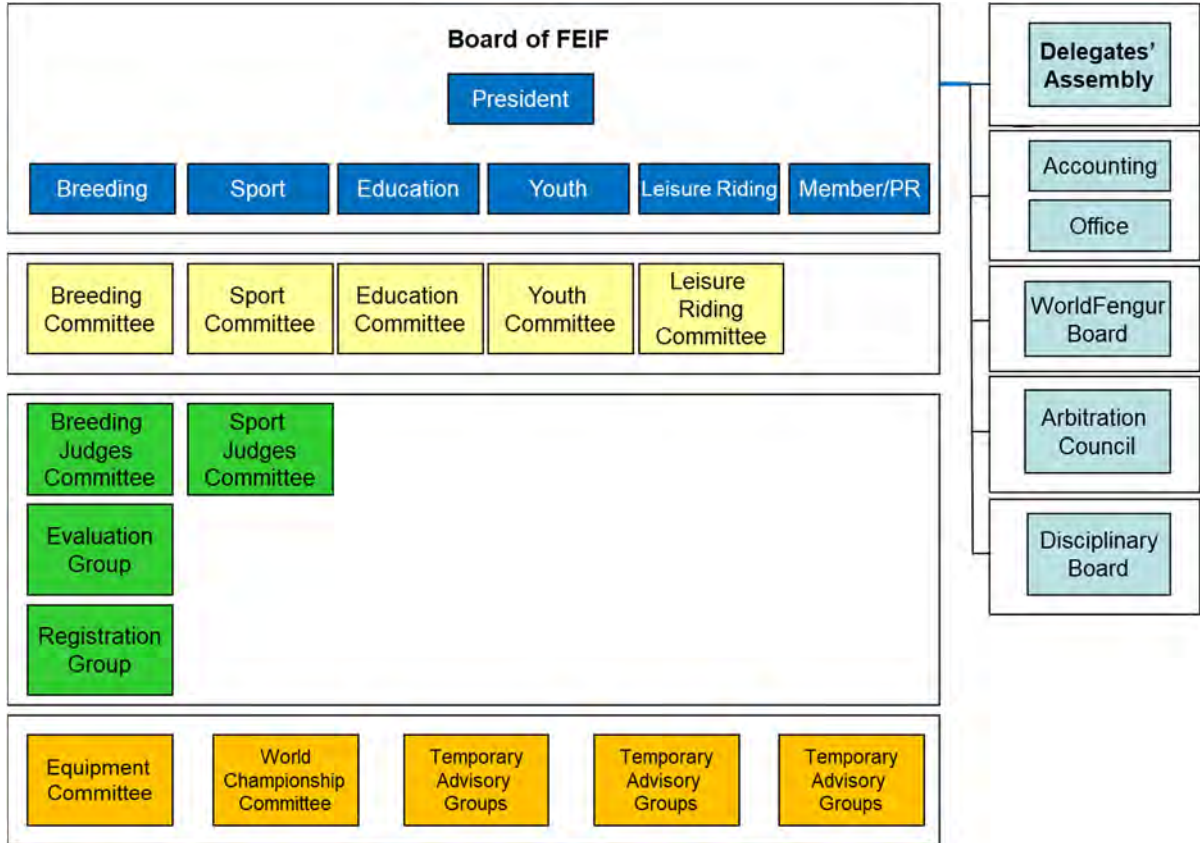 Board of FEIF
President
Breeding
Sport
Education
Youth
Leisure Riding
Member/PR
Breeding
Committee
Sport
Committee
Education
Committee
Youth
Committee
Leisure
Riding
Committee
Breeding
Judges
Committee
Sport
Judges
Committee
Evaluation
Group
Registration
Group
Equipment
Committee
World
Championship
Committee
Temporary
Advisory
Groups
Temporary
Advisory
Groups
Temporary
Advisory
Groups
Delegates’
Assembly
Accounting
Office
WorldFengur
Board
Arbitration
Council
Disciplinary
Board